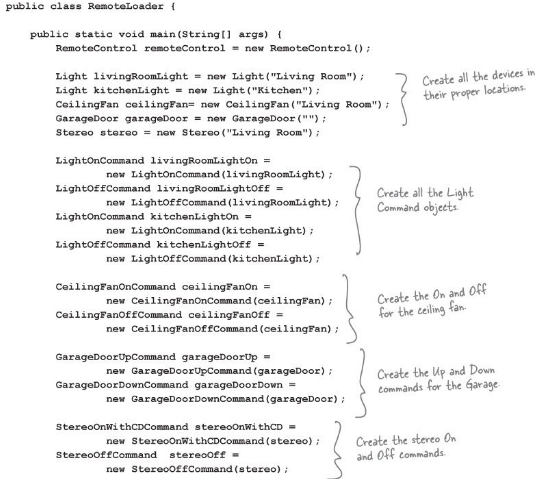 public class RemoteLoader {
public static void main(String[] args) {
RemoteControl remoteControl = new RemoteControl();
Light livingRoomLight = new Light("Living Room");
Light kitchenLight = new Light("Kitchen");
CeilingFan ceilingFan= new CeilingFan("Living Room");
GarageDoor garageDoor = new GarageDoor("");
Stereo stereo = new Stereo("Living Room");
Create all the devices in
their proper locations.
LightOnCommand livingRoomLightOn =
new LightOnCommand(livingRoomLight);
LightOffCommand livingRoomLightOff =
new LightOffCommand(livingRoomLight);
LightOnCommand kitchenLightOn =
new LightOnCommand(kitchenLight);
LightOffCommand kitchenLightOff =
new LightOffCommand(kitchenLight);
Create all the Light
Command objects.
CeilingFanOnCommand ceilingFanOn =
new CeilingFanOnCommand(ceilingFan);
CeilingFanOffCommand ceilingFanOff =
new CeilingFanOffCommand(ceilingFan);
Create the On and Off
for the ceiling fan.
GarageDoorUpCommand garageDoorUp =
new GarageDoorUpCommand(garageDoor);
GarageDoorDownCommand garageDoorDown =
new GarageDoorDownCommand(garageDoor);
Create the Up and Down
commands for the Garage.
StereoOnWithCDCommand stereoOnWithCD =
new StereoOnWithCDCommand(stereo);
StereoOffCommand  stereoOff =
new StereoOffCommand(stereo);
Create the stereo On
and Off commands.